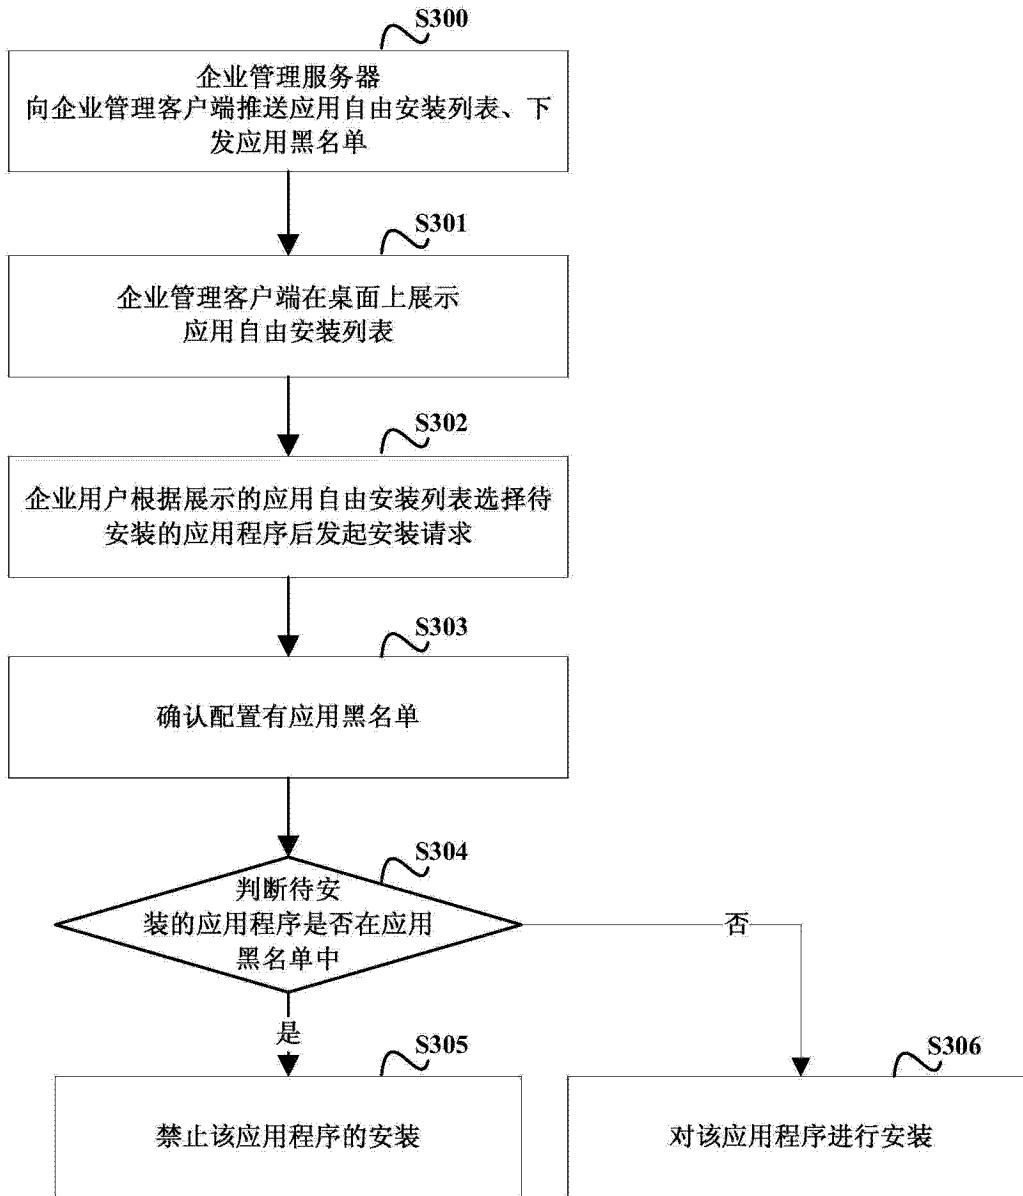 S300
企业管理服务器
向企业管理客户端推送应用自由安装列表、下
发应用黑名单
S301
企业管理客户端在桌面上展示
应用自由安装列表
S302
企业用户根据展示的应用自由安装列表选择待
安装的应用程序后发起安装请求
S303
确认配置有应用黑名单
S304
判断待安
装的应用程序是否在应用
黑名单中
否
是
S305
禁止该应用程序的安装
S306
对该应用程序进行安装